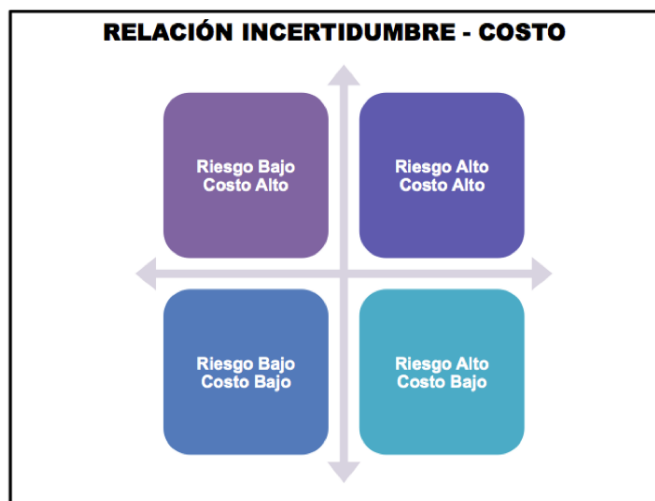 RELACIÓN INCERTIDUMBRE - COSTO
Riesgo Bajo
Costo Alto
Riesgo Alto
Costo Alto
Riesgo Bajo
Costo Bajo
Riesgo Alto
Costo Bajo